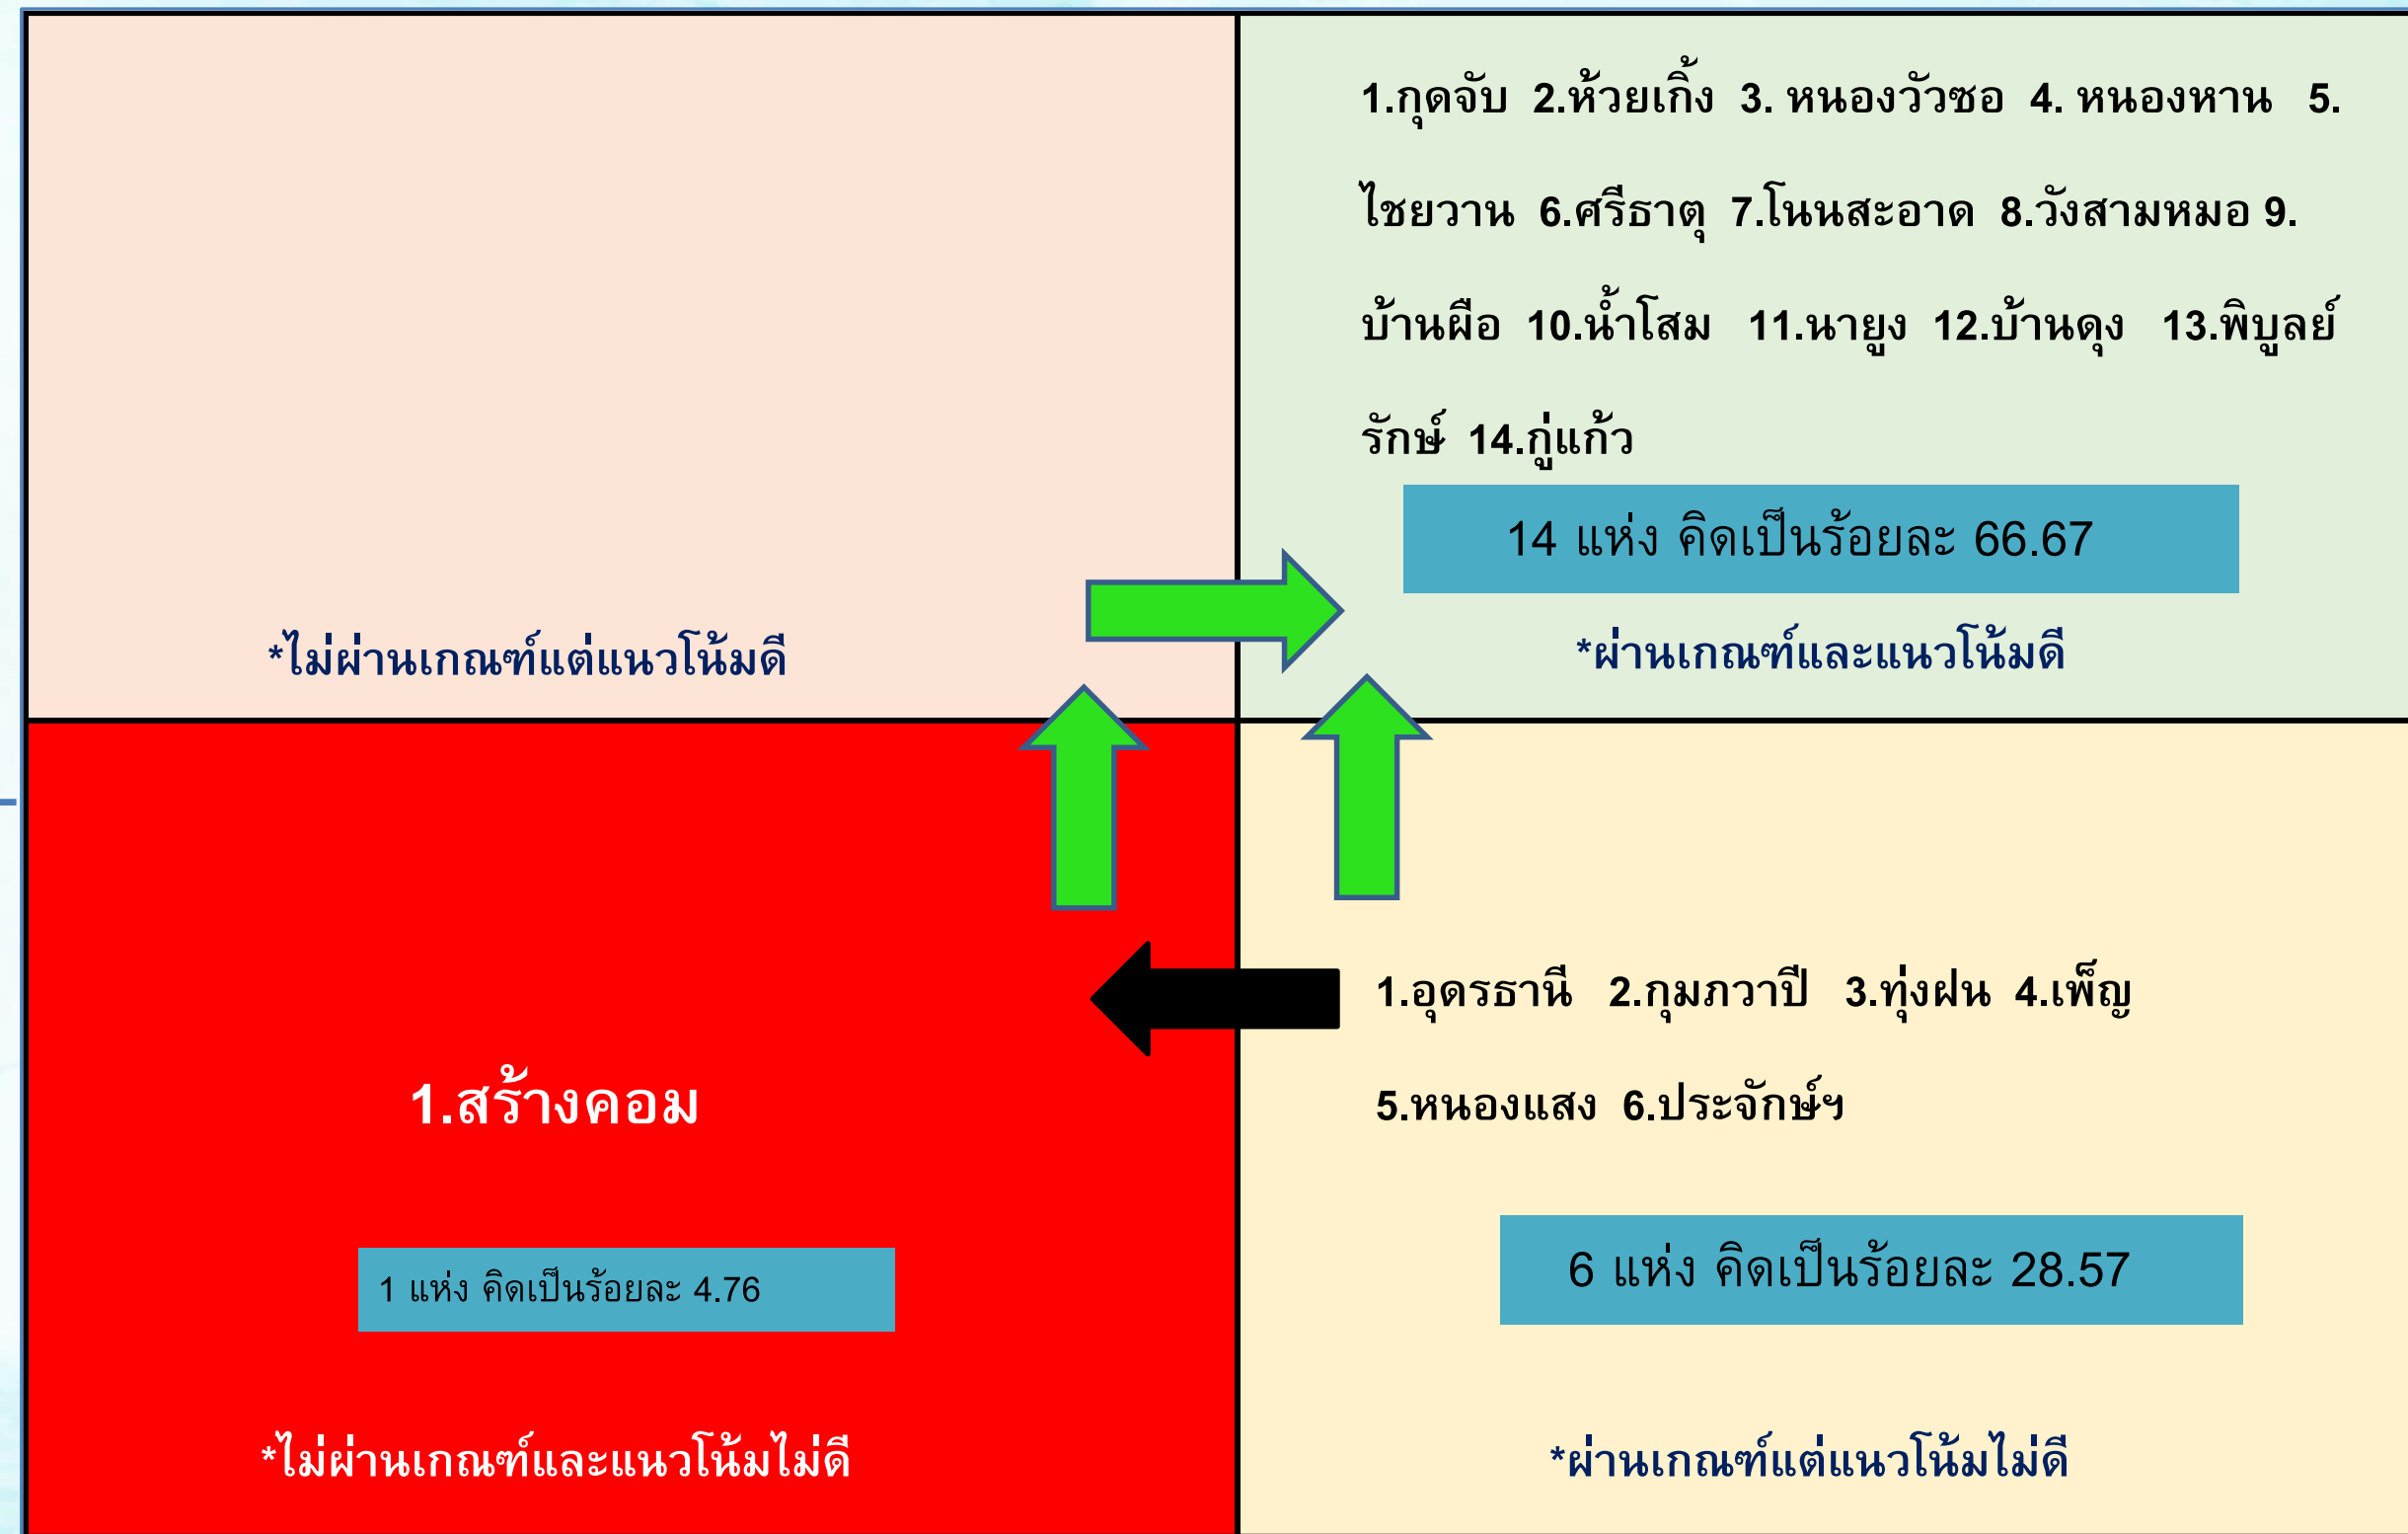 1.กุดจับ 2.ห้วยเกิ้ง 3. หนองวัวซอ 4. หนองหาน 5.
ไชยวาน 6.ศรีธาตุ 7.โนนสะอาด 8.วังสามหมอ 9.
บ้านผือ 10.น้ำโสม 11.นายูง 12.บ้านดุง 13.พิบูลย์
รักษ์ 14.กู่แก้ว
14 แห่ง คิดเป็นร้อยละ 66.67
*ไม่ผ่านเกณฑ์แต่แนวโน้มดี
*ผ่านเกณฑ์และแนวโน้มดี
1.สร้างคอม
1 แห่ง คิดเป็นร้อยละ 4.76
*ไม่ผ่านเกณฑ์และแนวโน้มไม่ดี
1.อุดรธานี 2.กุมภวาปี 3.ทุ่งฝน 4.เพ็ญ
5.หนองแสง 6.ประจักษ์ฯ
6 แห่ง คิดเป็นร้อยละ 28.57
*ผ่านเกณฑ์แต่แนวโน้มไม่ดี